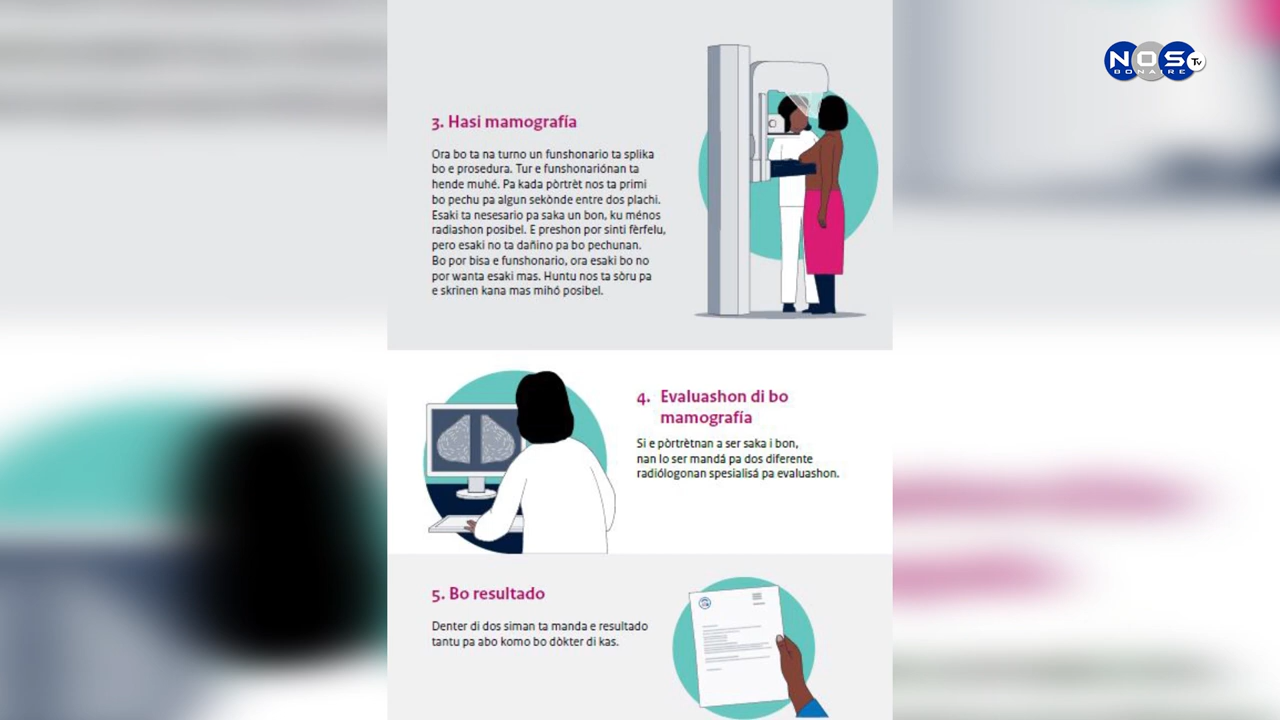 NOS Tv
BONAIRE
3. Hasi mamografía
Ora bo ta na turno un funshonario ta splika
bo e prosedura. Tur e funshonariónan ta
hende muhé. Pa kada pòrtrèt nos ta primi
bo pechu pa algun sekònde entre dos plachi.
Esaki ta nesesario pa saka un bon, ku ménos
radiashon posibel. E preshon por sinti fèrfelu,
pero esaki no ta dañino pa bo pechunan.
Bo por bisa e funshonario, ora esaki bo no
por wanta esaki mas. Huntu nos ta sòru pa
e skrinen kana mas mihó posibel.
4. Evaluashon di bo
mamografía
Si e pòrtrètnan a ser saka i bon,
nan lo ser mandá pa dos diferente
radiólogonan spesialisá pa evaluashon.
5. Bo resultado
Denter di dos siman ta manda e resultado
tantu pa abo komo bo dòkter di kas.